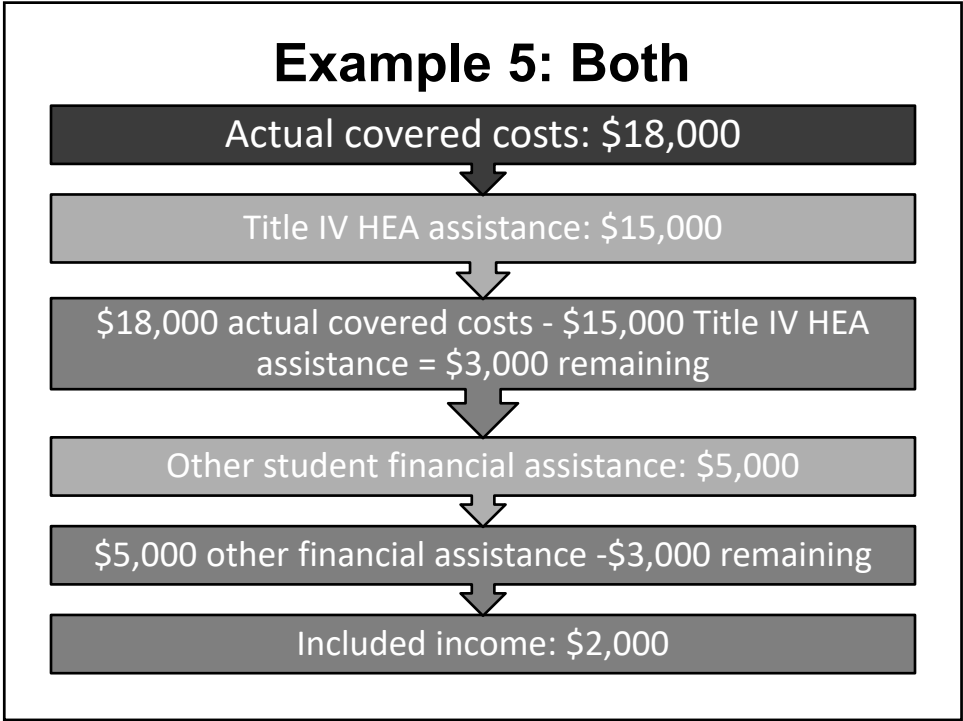 Example 5: Both
Actual covered costs: $18,000
Title IV HEA assistance: $15,000
$18,000 actual covered costs - $15,000 Title IV HEA
assistance = $3,000 remaining
Other student financial assistance: $5,000
$5,000 other financial assistance -$3,000 remaining
Included income: $2,000